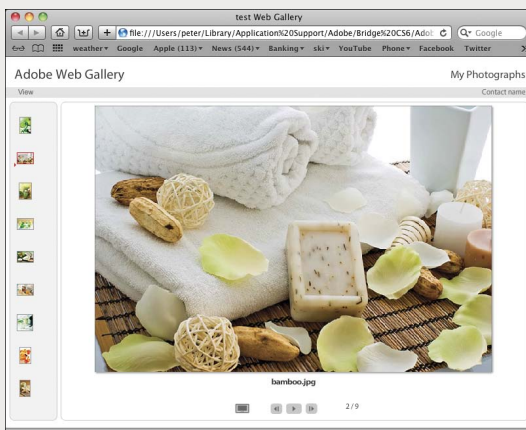 test Web Gallery
file:///Users/peter/Library/Application%20Support/Adobe/Bridge%20CS6/Adob
Google
weather Google Apple (113) News (544) Banking ski YouTube Phone Facebook Twitter
Adobe Web Gallery
My Photographs
View
Contact name
bamboo.jpg
2/9